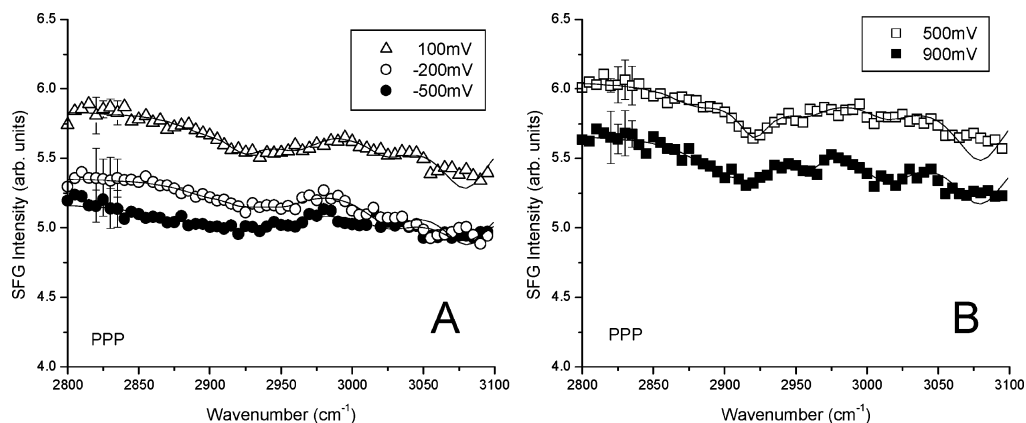 A
6.5
6.0
5.5
5.0
4.5
4.0
SFG Intensity (arb. units)
100mV
-200mV
-500mV
A
PPP
2800 2850 2900 2950 3000 3050 3100
Wavenumber (cm-1)
B
6.5
6.0
5.5
5.0
4.5
4.0
SFG Intensity (arb. units)
500mV
900mV
B
PPP
2800 2850 2900 2950 3000 3050 3100
Wavenumber (cm-1)